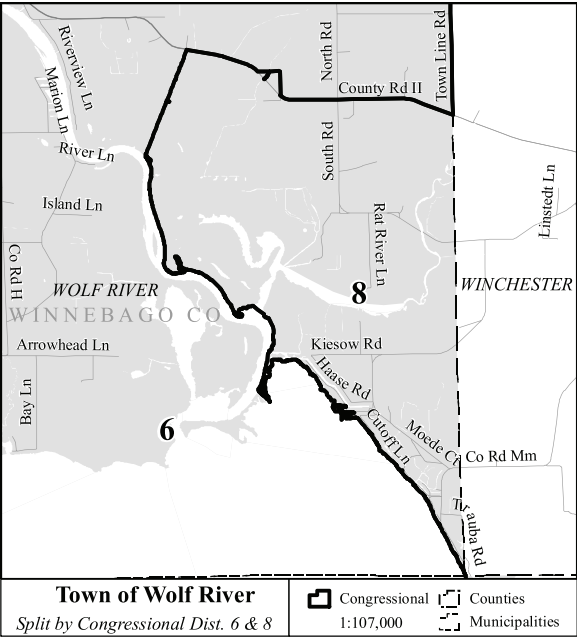 Riverview Ln
Marion Ln
North Rd
Town Line Rd
County Rd II
River Ln
South Rd
Island Ln
Rat River Ln
Linstedt Ln
Co Rd H
WOLF RIVER
8
WINCHESTER
WINNEBAGO CO
Arrowhead Ln
Kiesow Rd
Haase Rd
Bay Ln
6
Cutoff Ln
Moede Ct
Co Rd Mm
Town of Wolf River
Split by Congressional Dist. 6 & 8
Congressional
1:107,000
Counties
Municipalities